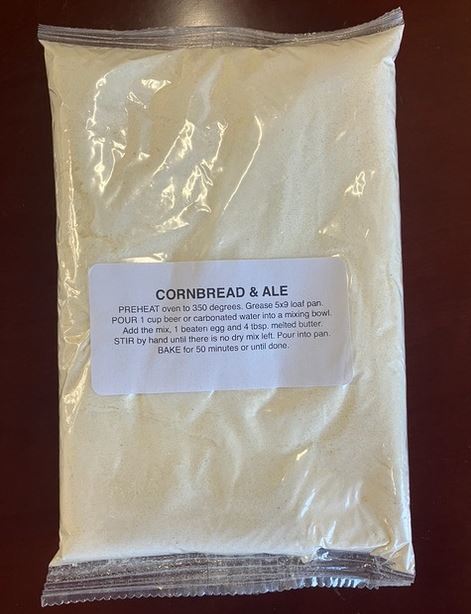 CORNBREAD & ALE
PREHEAT oven to 350 degrees. Grease 5x9 loaf pan.
POUR 1 cup beer or carbonated water into a mixing bowl.
Add the mix, 1 beaten egg and 4 tbsp. melted butter.
STIR by hand until there is no dry mix left. Pour into pan.
BAKE for 50 minutes or until done.